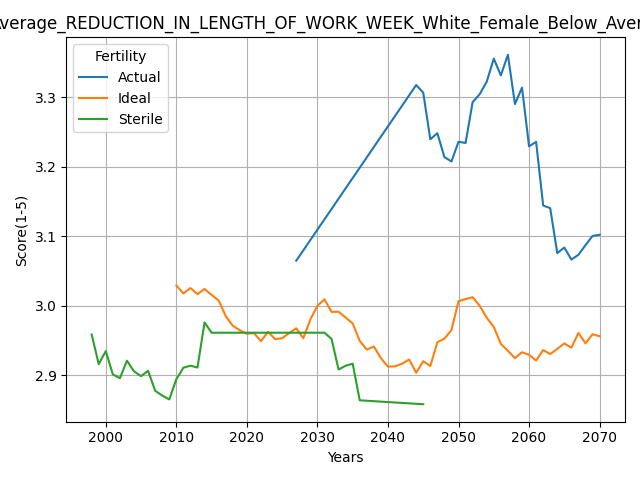 Average_REDUCTION_IN_LENGTH_OF_WORK_WEEK_White_Female_Below_Aver
Fertility
Actual
Ideal
Sterile
3.3
3.2
3.1
3.0
2.9
Score(1-5)
2000 2010 2020 2030 2040 2050 2060 2070
Years